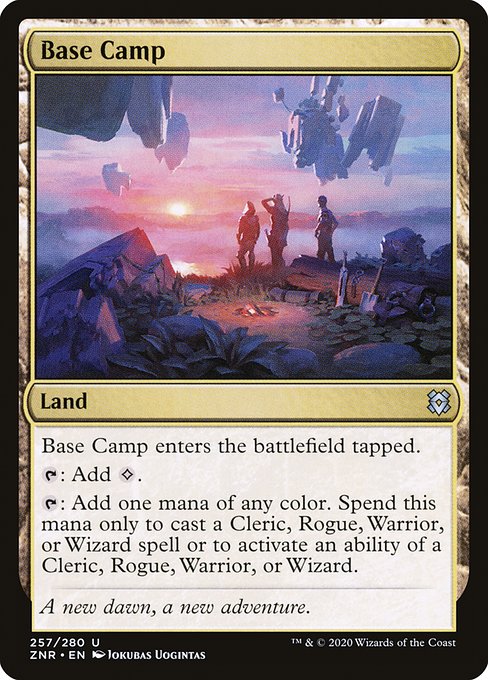 Base Camp
Land
Base Camp enters the battlefield tapped.
: Add .
: Add one mana of any color. Spend this
mana only to cast a Cleric, Rogue, Warrior,
or Wizard spell or to activate an ability of a
Cleric, Rogue, Warrior, or Wizard.
A new dawn, a new adventure.
257/280 U
ZNR • EN Jokubas Uogintas
™ & © 2020 Wizards of the Coast